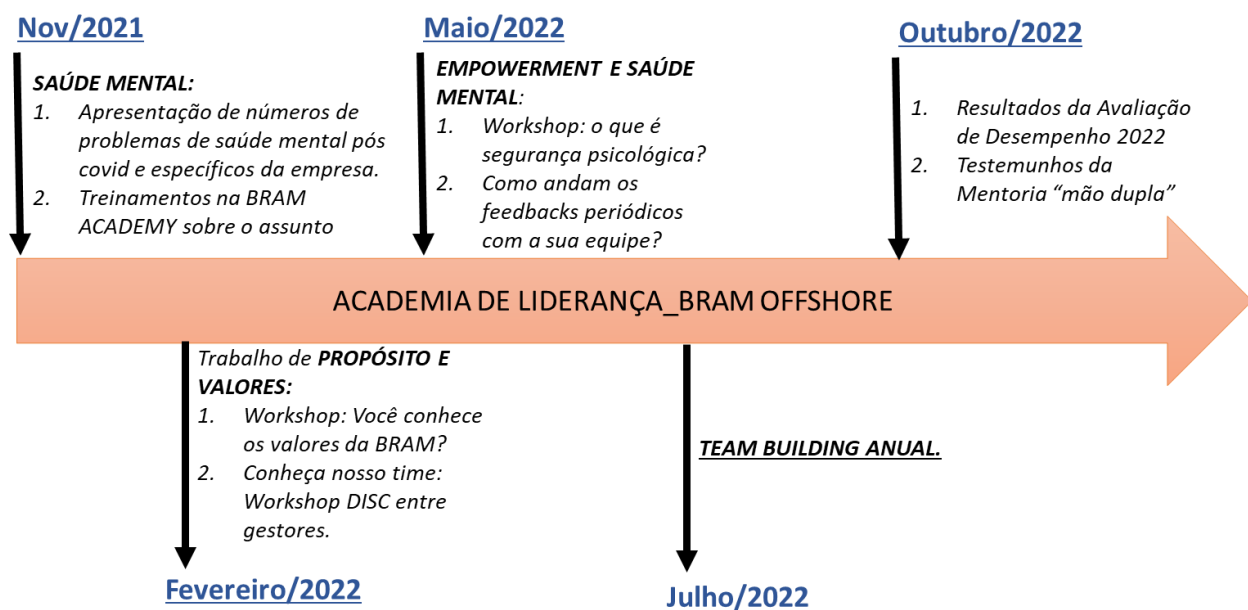 Nov/2021
SAÚDE MENTAL:
1. Apresentação de números de
problemas de saúde mental pós
covid e específicos da empresa.
2. Treinamentos na BRAM
ACADEMY sobre o assunto
Maio/2022
EMPOWERMENT E SAÚDE
MENTAL:
1. Workshop: o que é
segurança psicológica?
2. Como andam os
feedbacks periódicos
com a sua equipe?
Outubro/2022
1. Resultados da Avaliação
de Desempenho 2022
2. Testemunhos da
Mentoria “mão dupla”
ACADEMIA DE LIDERANÇA_BRAM OFFSHORE
Trabalho de PROPÓSITO E
VALORES:
1. Workshop: Você conhece
os valores da BRAM?
2. Conheça nosso time:
Workshop DISC entre
gestores.
Fevereiro/2022
TEAM BUILDING ANUAL.
Julho/2022